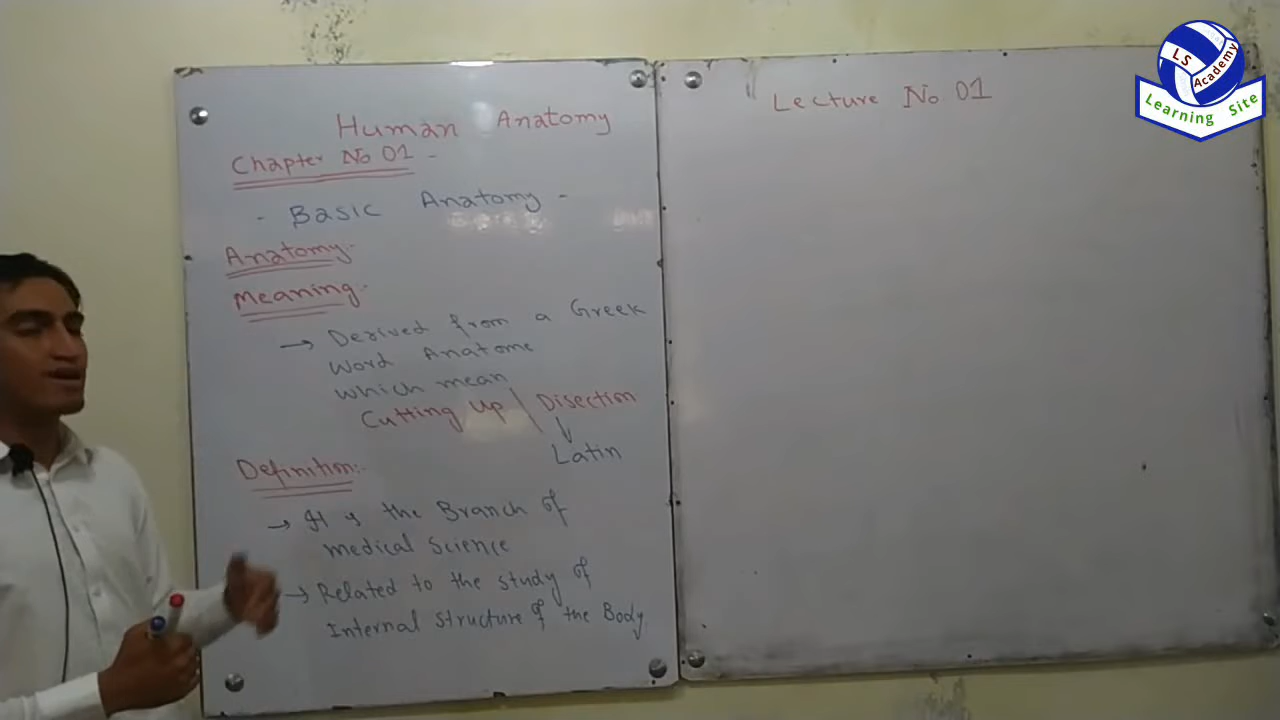 Human Anatomy
Chapter No 01 -
- Basic Anatomy -
Anatomy:-
Meaning:-
→ Derived from a Greek
Word Anatome
which mean
Cutting Up \ Disection
↓
Latin
Definition:-
→ It is the Branch of
medical Science
→ Related to the study of
Internal structure of the Body
Lecture No 01
LS
Academy
Learning Site